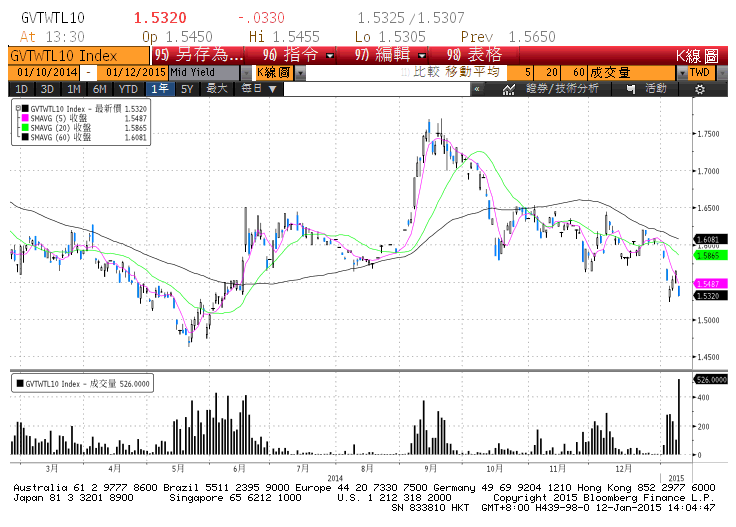 GVTWTL10 1.5320 -.0330 1.5325/1.5307
At 13:30 Op 1.5450 Hi 1.5455 Lo 1.5305 Prev 1.5650
GVTWTL10 Index 95) 另存為... 96) 指令 97) 編輯 98) 表格 K線圖
01/10/2014 - 01/12/2015 Mid Yield K線圖 比較 移動平均 5 20 60 成交量 TWD
1D 3D 1M 6M YTD 1年 5Y 最大 每日 ▼ « 證券/技術分析 活動
GVTWTL10 Index - 最新價 1.5320
SMAVG (5) 收盤 1.5487
SMAVG (20) 收盤 1.5865
SMAVG (60) 收盤 1.6081
1.7500
1.7000
1.6500
1.6081
1.6000
1.5865
1.5487
1.5320
1.5000
1.4500
GVTWTL10 Index - 成交量 526.0000
526.0000
400
200
0
3月 4月 5月 6月 7月 8月 9月 10月 11月 12月 1月
2014 2015
Australia 61 2 9777 8600 Brazil 5511 2395 9000 Europe 44 20 7330 7500 Germany 49 69 9204 1210 Hong Kong 852 2977 6000
Japan 81 3 3201 8900 Singapore 65 6212 1000 U.S. 1 212 318 2000 Copyright 2015 Bloomberg Finance L.P.
SN 833810 HKT GMT+8:00 H439-98-0 12-Jan-2015 14:04:47